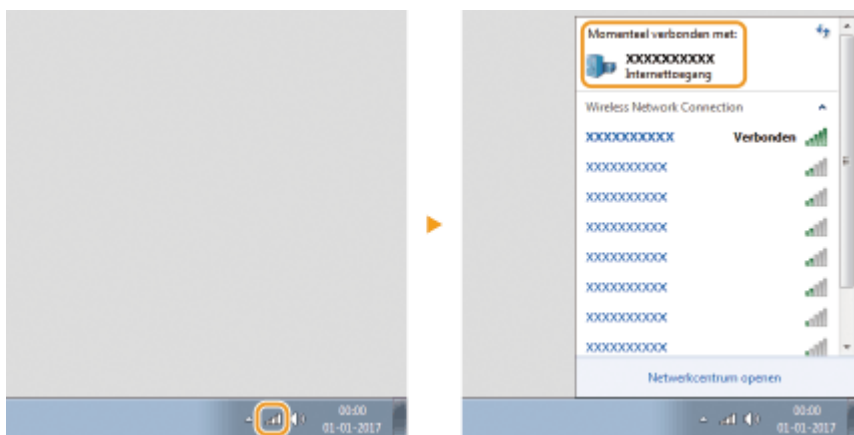 00:00
01-01-2017
Momenteel verbonden met:
XXXXXXXXXX
Internettoegang
Wireless Network Connection
XXXXXXXXXX Verbonden
XXXXXXXXXX
XXXXXXXXXX
XXXXXXXXXX
XXXXXXXXXX
XXXXXXXXXX
XXXXXXXXXX
XXXXXXXXXX
Netwerkcentrum openen
00:00
01-01-2017